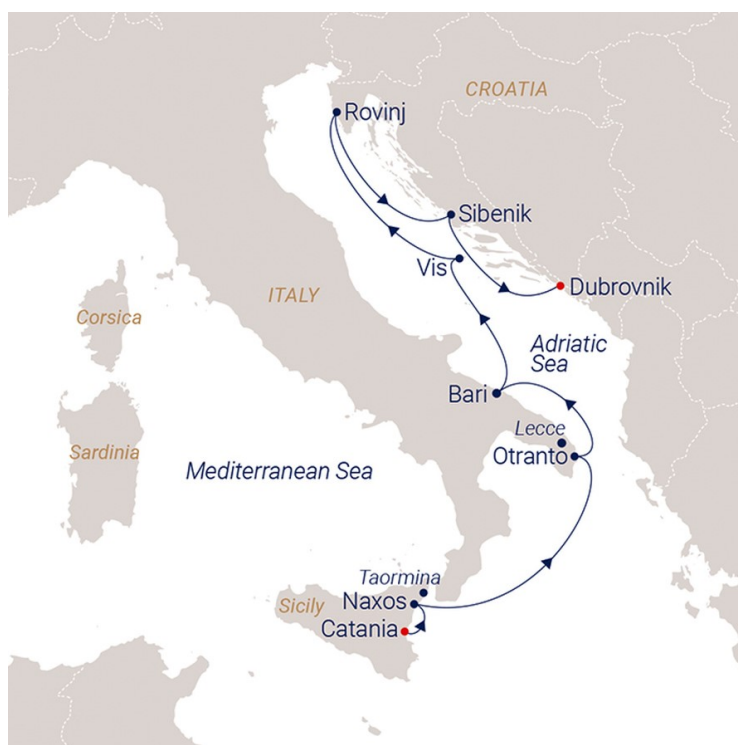 CROATIA
Rovinj
Sibenik
Vis
Dubrovnik
ITALY
Corsica
Adriatic
Sea
Bari
Lecce
Otranto
Sardinia
Mediterranean Sea
Taormina
Naxos
Sicily
Catania